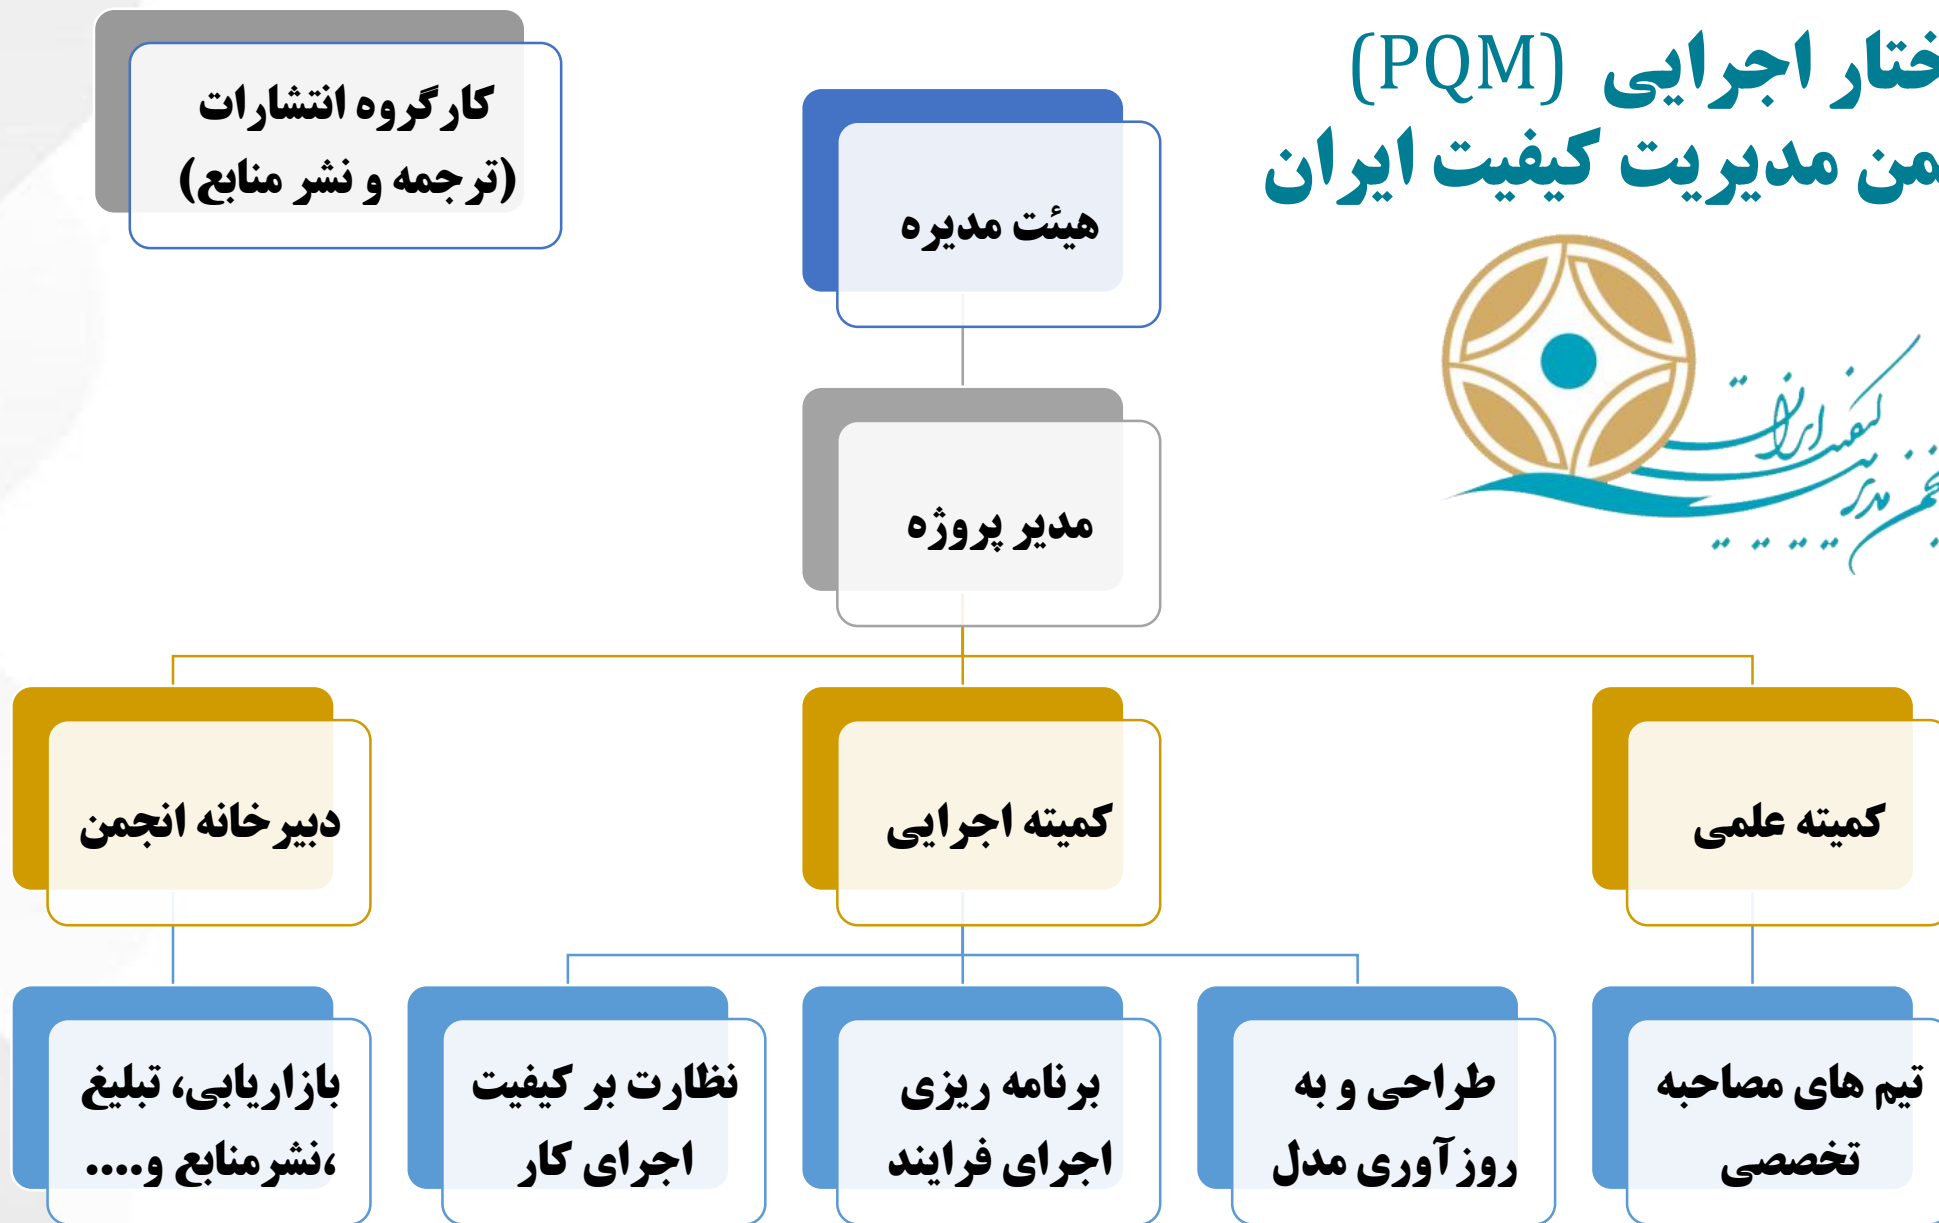 ختار اجرایی (PQM)
من مدیریت کیفیت ایران
کارگروه انتشارات
(ترجمه و نشر منابع)
هیئت مدیره
مدیر پروژه
کمیته علمی
کمیته اجرایی
دبیرخانه انجمن
تیم های مصاحبه
تخصصی
طراحی و به
روزآوری مدل
برنامه ریزی
اجرای فرایند
نظارت بر کیفیت
اجرای کار
بازاریابی، تبلیغ
،نشرمنابع و....